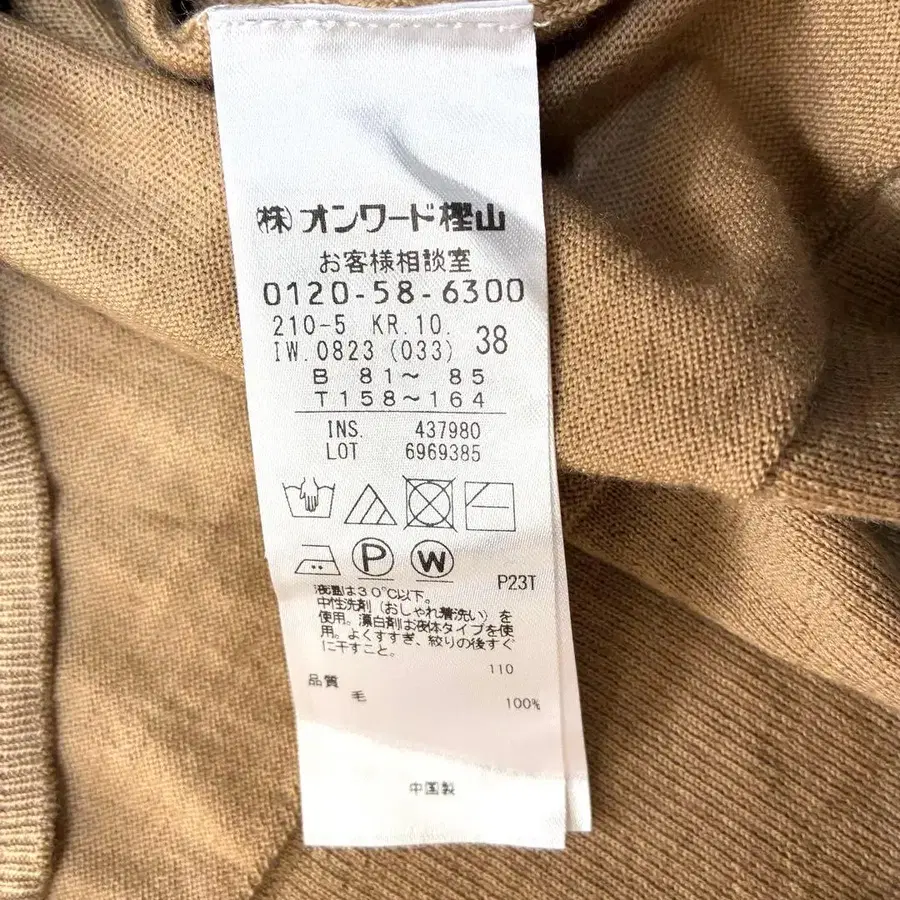 (株)オンワード樫山
お客様相談室
0120-58-6300
210-5 KR.10.
IW.0823 (033) 38
B 81~ 85
T158~164
INS. 437980
LOT 6969385
P W
P23T
液温は30℃以下。
中性洗剤(おしゃれ着洗い)を
使用。漂白剤は液体タイプを使
用。よくすすぎ、絞りの後すぐ
に干すこと。
110
品質
毛 100%
中国製